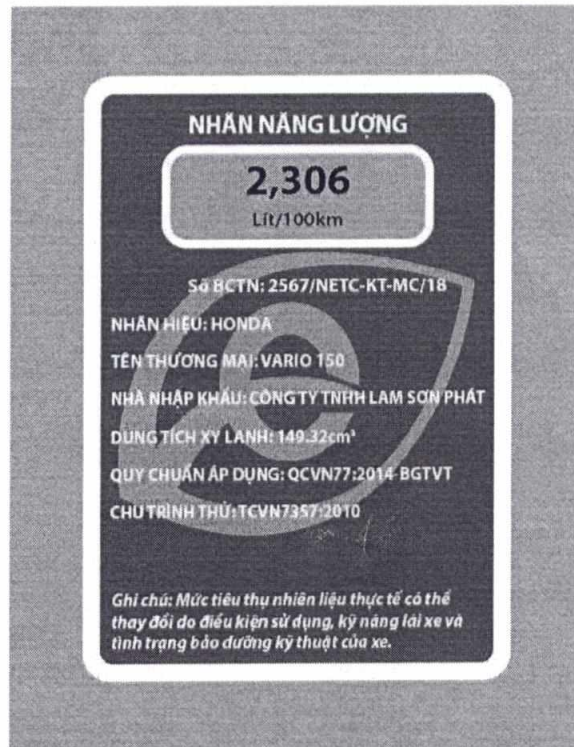 NHÃN NĂNG LƯỢNG
2,306
Lít/100km
Số BCTN: 2567/NETC-KT-MC/18
NHÃN HIỆU: HONDA
TÊN THƯƠNG MẠI: VARIO 150
NHÀ NHẬP KHẨU: CÔNG TY TNHH LAM SƠN PHÁT
DUNG TÍCH XY LANH: 149.32cm³
QUY CHUẨN ÁP DỤNG: QCVN77:2014-BGTVT
CHU TRÌNH THỬ: TCVN7357:2010
Ghi chú: Mức tiêu thụ nhiên liệu thực tế có thể
thay đổi do điều kiện sử dụng, kỹ năng lái xe và
tình trạng bảo dưỡng kỹ thuật của xe.